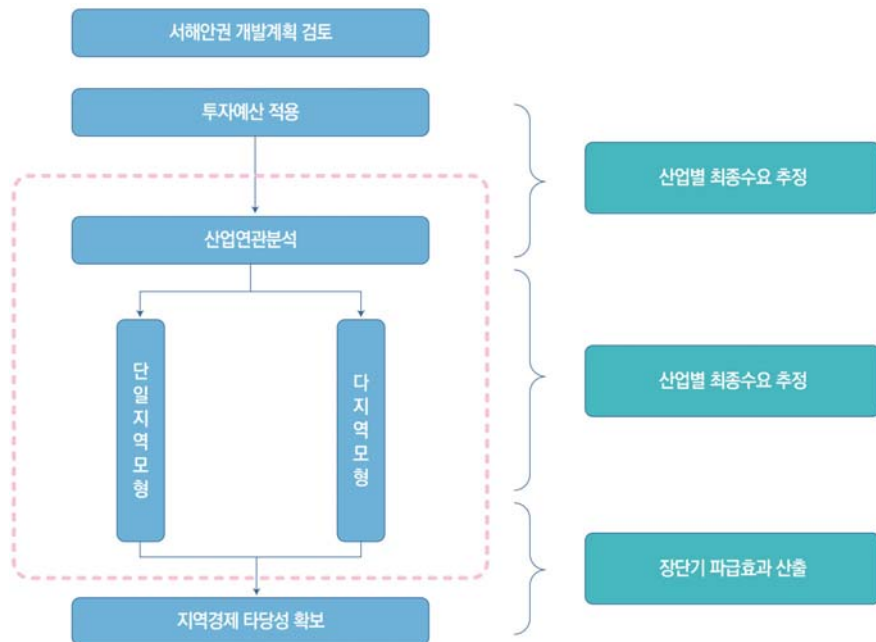 서해안권 개발계획 검토
투자예산 적용
산업별 최종수요 추정
산업연관분석
단일지역모형
다지역모형
산업별 최종수요 추정
장단기 파급효과 산출
지역경제 타당성 확보